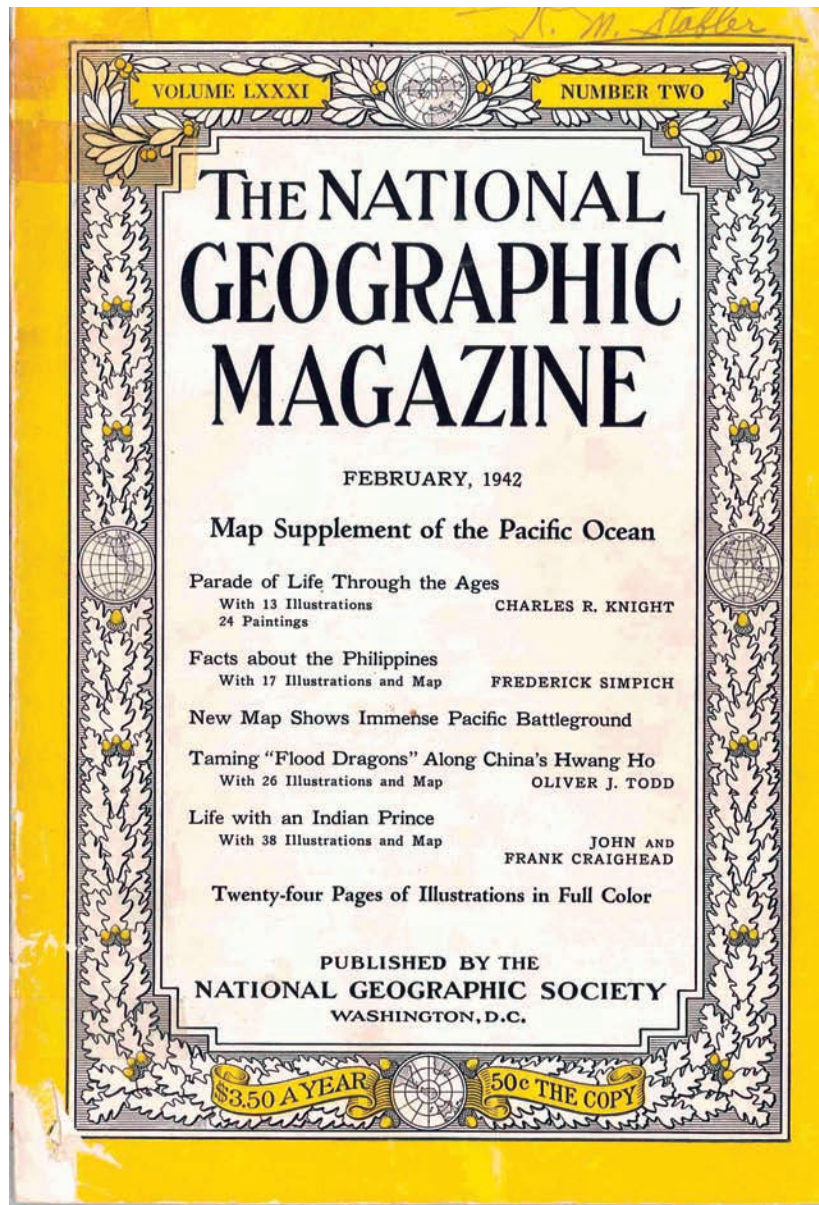 R. M. Stabler
VOLUME LXXXI
NUMBER TWO
THE NATIONAL
GEOGRAPHIC
MAGAZINE
FEBRUARY, 1942
Map Supplement of the Pacific Ocean
Parade of Life Through the Ages
With 13 Illustrations CHARLES R. KNIGHT
24 Paintings
Facts about the Philippines
With 17 Illustrations and Map FREDERICK SIMPICH
New Map Shows Immense Pacific Battleground
Taming "Flood Dragons" Along China's Hwang Ho
With 26 Illustrations and Map OLIVER J. TODD
Life with an Indian Prince
With 38 Illustrations and Map JOHN AND
FRANK CRAIGHEAD
Twenty-four Pages of Illustrations in Full Color
PUBLISHED BY THE
NATIONAL GEOGRAPHIC SOCIETY
WASHINGTON, D.C.
$3.50 A YEAR
50c THE COPY